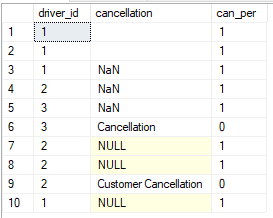 driver_id cancellation can_per
1 1 1
2 1 1
3 1 NaN 1
4 2 NaN 1
5 3 NaN 1
6 3 Cancellation 0
7 2 NULL 1
8 2 NULL 1
9 2 Customer Cancellation 0
10 1 NULL 1